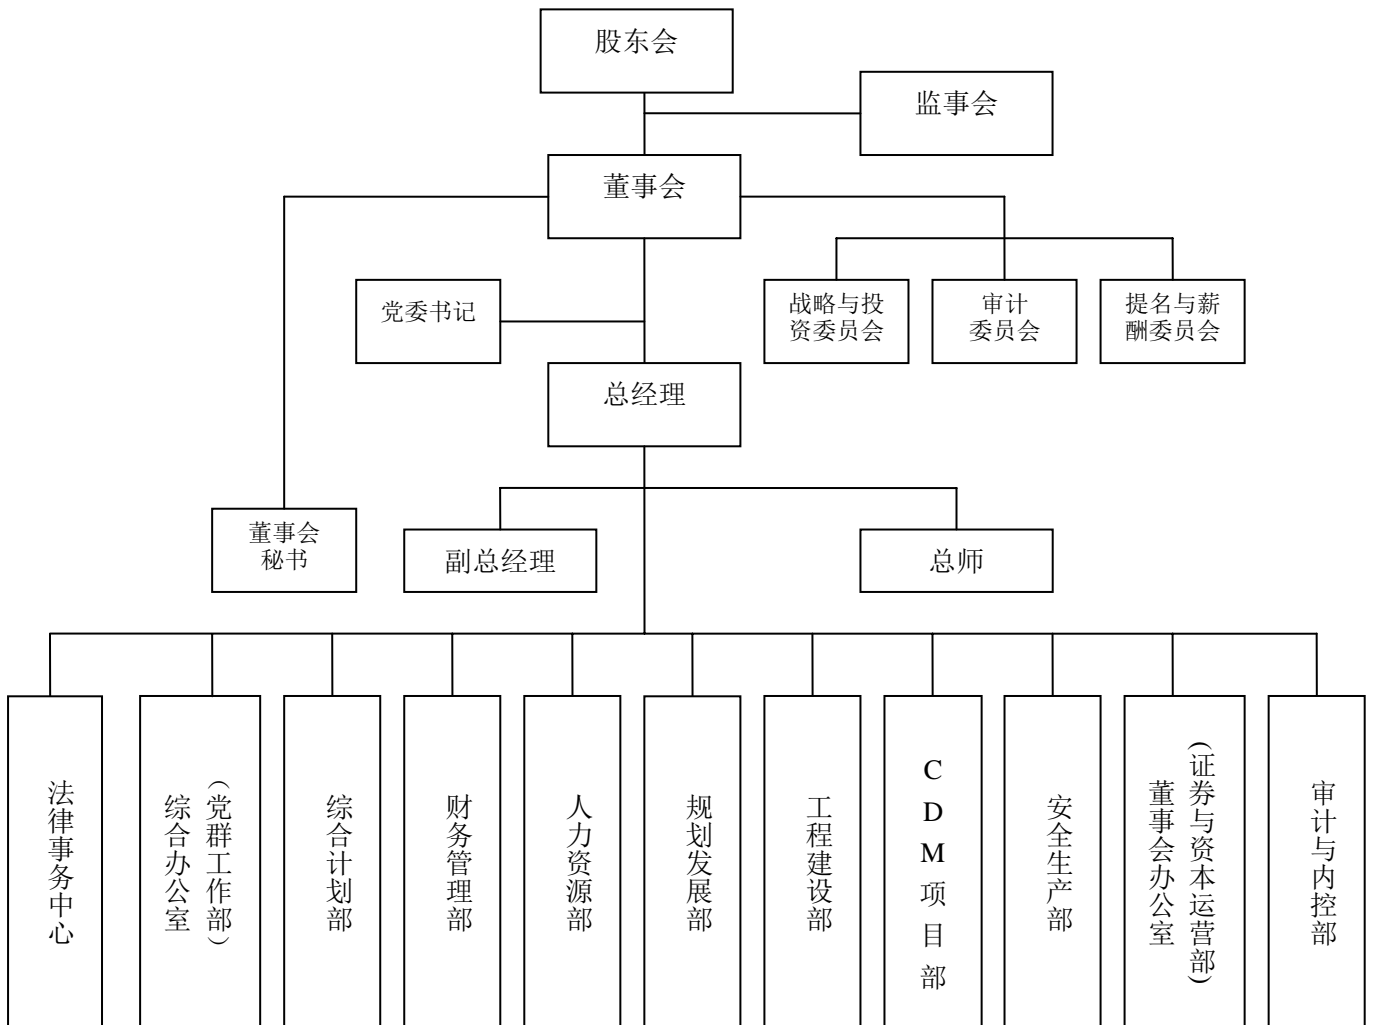 股东会
监事会
董事会
党委书记
战略与投
资委员会
审计
委员会
提名与薪
酬委员会
总经理
董事会
秘书
副总经理
总师
法律事务中心
综合办公室
(党群工作部)
综合计划部
财务管理部
人力资源部
规划发展部
工程建设部
CDM项目部
安全生产部
董事会办公室
(证券与资本运营部)
审计与内控部